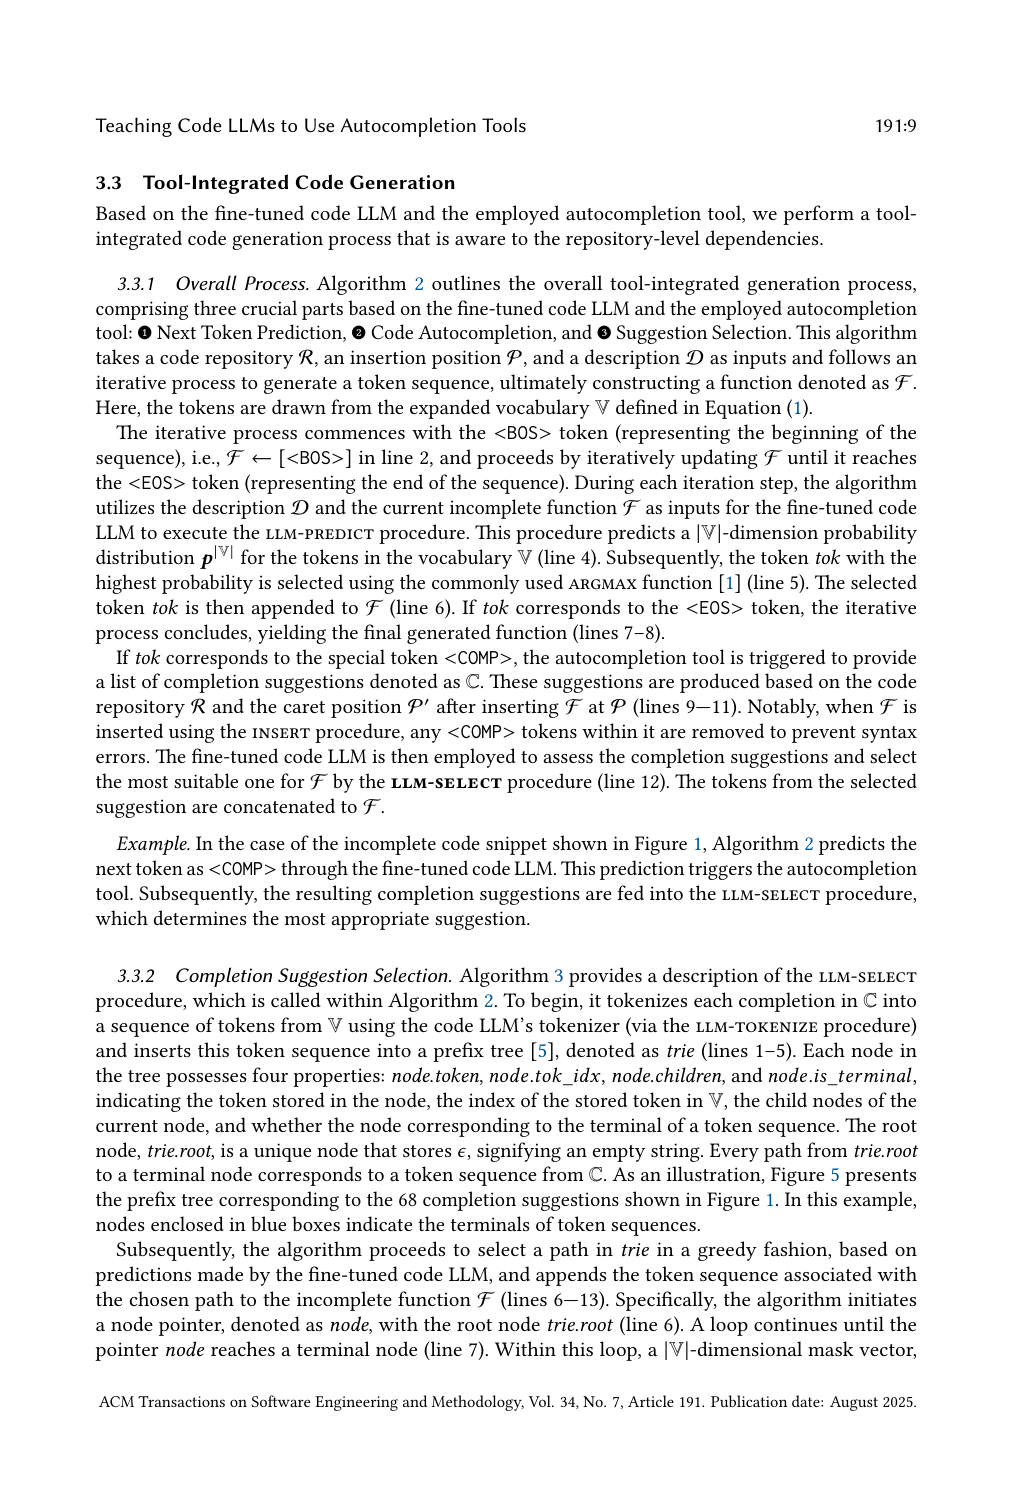 Teaching Code LLMs to Use Autocompletion Tools 191:9
3.3 Tool-Integrated Code Generation
Based on the fine-tuned code LLM and the employed autocompletion tool, we perform a tool-
integrated code generation process that is aware to the repository-level dependencies.
3.3.1 Overall Process. Algorithm 2 outlines the overall tool-integrated generation process,
comprising three crucial parts based on the fine-tuned code LLM and the employed autocompletion
tool: ❶ Next Token Prediction, ❷ Code Autocompletion, and ❸ Suggestion Selection. This algorithm
takes a code repository ℛ, an insertion position 𝒫, and a description 𝒟 as inputs and follows an
iterative process to generate a token sequence, ultimately constructing a function denoted as ℱ.
Here, the tokens are drawn from the expanded vocabulary 𝕍 defined in Equation (1).
The iterative process commences with the <BOS> token (representing the beginning of the
sequence), i.e., ℱ ← [<BOS>] in line 2, and proceeds by iteratively updating ℱ until it reaches
the <EOS> token (representing the end of the sequence). During each iteration step, the algorithm
utilizes the description 𝒟 and the current incomplete function ℱ as inputs for the fine-tuned code
LLM to execute the LLM-PREDICT procedure. This procedure predicts a |𝕍|-dimension probability
distribution 𝒑^|𝕍| for the tokens in the vocabulary 𝕍 (line 4). Subsequently, the token tok with the
highest probability is selected using the commonly used ARGMAX function [1] (line 5). The selected
token tok is then appended to ℱ (line 6). If tok corresponds to the <EOS> token, the iterative
process concludes, yielding the final generated function (lines 7–8).
If tok corresponds to the special token <COMP>, the autocompletion tool is triggered to provide
a list of completion suggestions denoted as ℂ. These suggestions are produced based on the code
repository ℛ and the caret position 𝒫′ after inserting ℱ at 𝒫 (lines 9—11). Notably, when ℱ is
inserted using the INSERT procedure, any <COMP> tokens within it are removed to prevent syntax
errors. The fine-tuned code LLM is then employed to assess the completion suggestions and select
the most suitable one for ℱ by the LLM-SELECT procedure (line 12). The tokens from the selected
suggestion are concatenated to ℱ.
Example. In the case of the incomplete code snippet shown in Figure 1, Algorithm 2 predicts the
next token as <COMP> through the fine-tuned code LLM. This prediction triggers the autocompletion
tool. Subsequently, the resulting completion suggestions are fed into the LLM-SELECT procedure,
which determines the most appropriate suggestion.
3.3.2 Completion Suggestion Selection. Algorithm 3 provides a description of the LLM-SELECT
procedure, which is called within Algorithm 2. To begin, it tokenizes each completion in ℂ into
a sequence of tokens from 𝕍 using the code LLM's tokenizer (via the LLM-TOKENIZE procedure)
and inserts this token sequence into a prefix tree [5], denoted as trie (lines 1–5). Each node in
the tree possesses four properties: node.token, node.tok_idx, node.children, and node.is_terminal,
indicating the token stored in the node, the index of the stored token in 𝕍, the child nodes of the
current node, and whether the node corresponding to the terminal of a token sequence. The root
node, trie.root, is a unique node that stores ϵ, signifying an empty string. Every path from trie.root
to a terminal node corresponds to a token sequence from ℂ. As an illustration, Figure 5 presents
the prefix tree corresponding to the 68 completion suggestions shown in Figure 1. In this example,
nodes enclosed in blue boxes indicate the terminals of token sequences.
Subsequently, the algorithm proceeds to select a path in trie in a greedy fashion, based on
predictions made by the fine-tuned code LLM, and appends the token sequence associated with
the chosen path to the incomplete function ℱ (lines 6—13). Specifically, the algorithm initiates
a node pointer, denoted as node, with the root node trie.root (line 6). A loop continues until the
pointer node reaches a terminal node (line 7). Within this loop, a |𝕍|-dimensional mask vector,
ACM Transactions on Software Engineering and Methodology, Vol. 34, No. 7, Article 191. Publication date: August 2025.